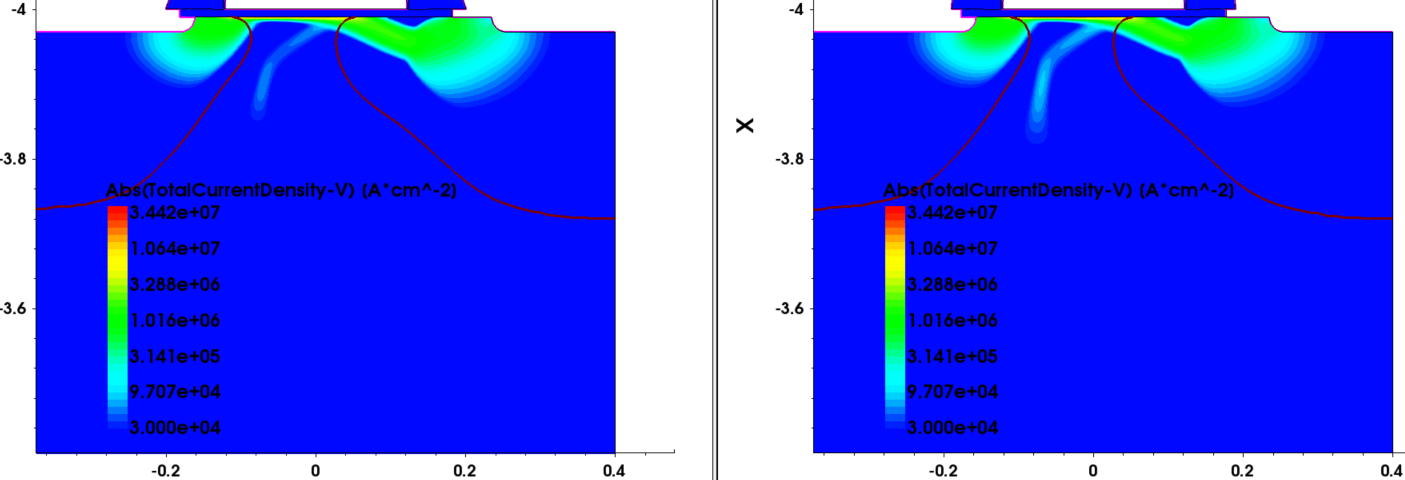 -4
-3.8
-3.6
Abs(TotalCurrentDensity-V) (A*cm^-2)
3.442e+07
1.064e+07
3.288e+06
1.016e+06
3.141e+05
9.707e+04
3.000e+04
-0.2 0 0.2 0.4
X
-4
-3.8
-3.6
Abs(TotalCurrentDensity-V) (A*cm^-2)
3.442e+07
1.064e+07
3.288e+06
1.016e+06
3.141e+05
9.707e+04
3.000e+04
-0.2 0 0.2 0.4